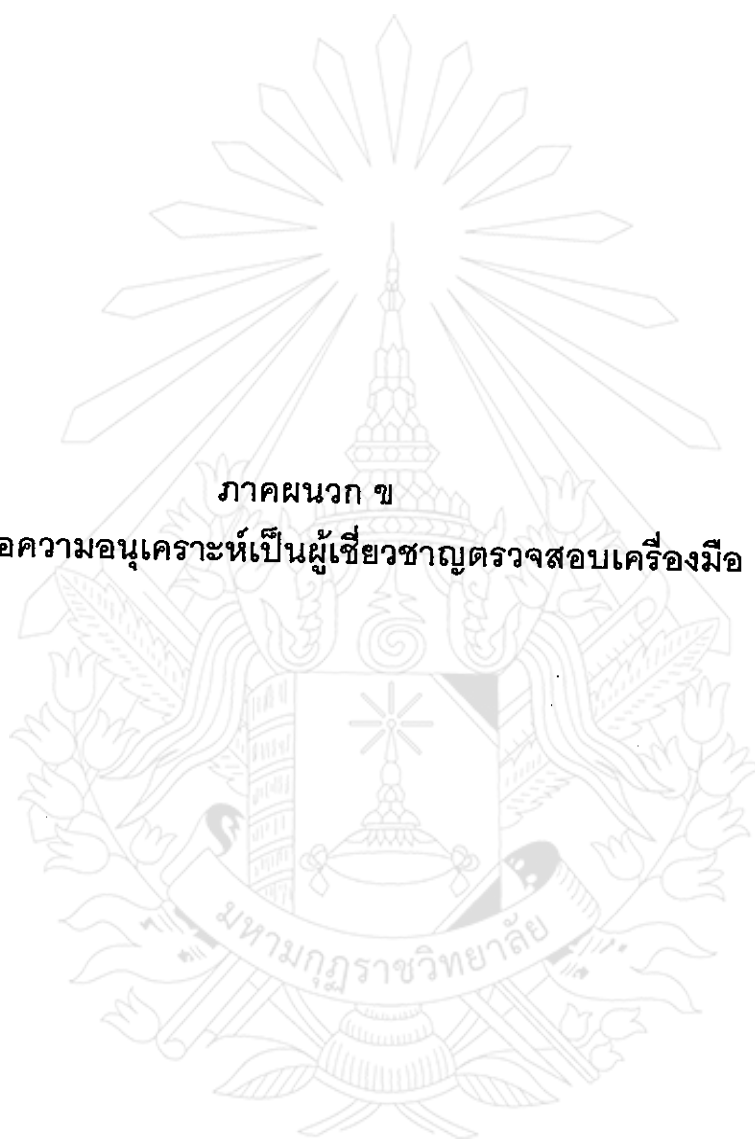 ภาคผนวก ข
อความอนุเคราะห์เป็นผู้เชี่ยวชาญตรวจสอบเครื่องมือ
มหามกุฏราชวิทยาลัย